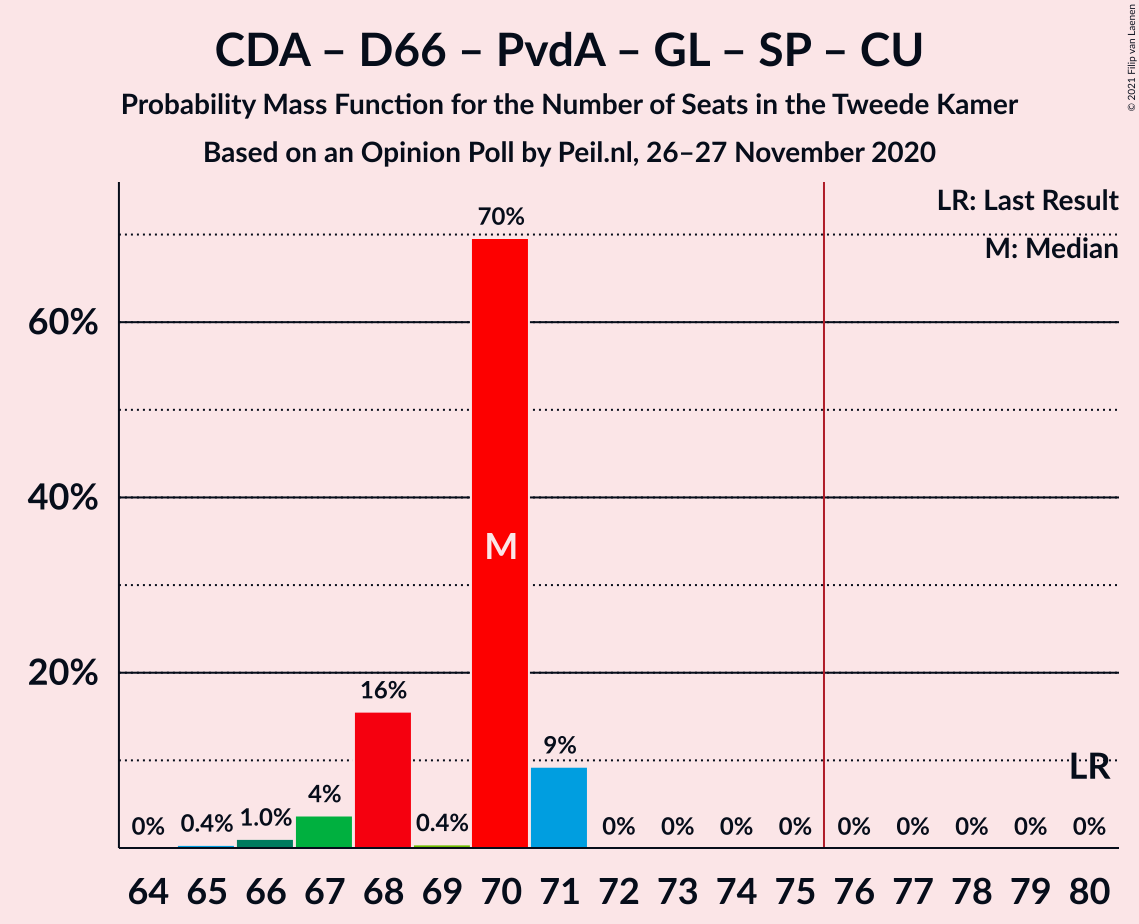 CDA – D66 – PvdA – GL – SP – CU
Probability Mass Function for the Number of Seats in the Tweede Kamer
Based on an Opinion Poll by Peil.nl, 26–27 November 2020
© 2021 Filip van Laenen
LR: Last Result
M: Median
70%
60%
40%
20%
M
16%
9%
LR
4%
0%
0.4%
1.0%
0.4%
0%
0%
0%
0%
0%
0%
0%
0%
0%
64 65 66 67 68 69 70 71 72 73 74 75 76 77 78 79 80